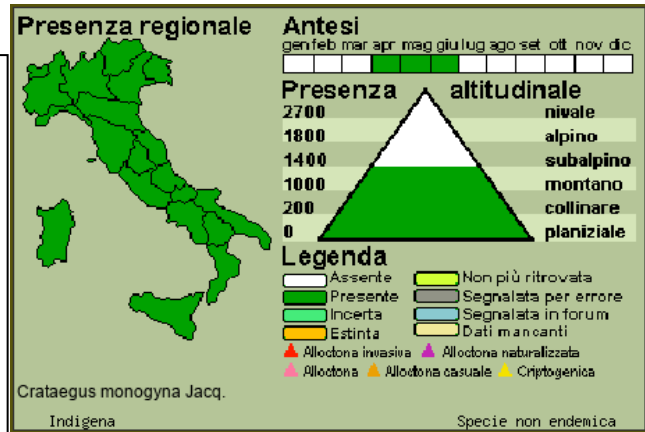 Presenza regionale
Antesi
gen feb mar apr mag giu lug ago set ott nov dic
Presenza altitudinale
2700 nivale
1800 alpino
1400 subalpino
1000 montano
200 collinare
0 planiziale
Legenda
Assente Non più ritrovata
Presente Segnalata per errore
Incerta Segnalata in forum
Estinta Dati mancanti
Alloctona invasiva Alloctona naturalizzata
Alloctona Alloctona casuale Criptogenica
Crataegus monogyna Jacq.
Indigena Specie non endemica